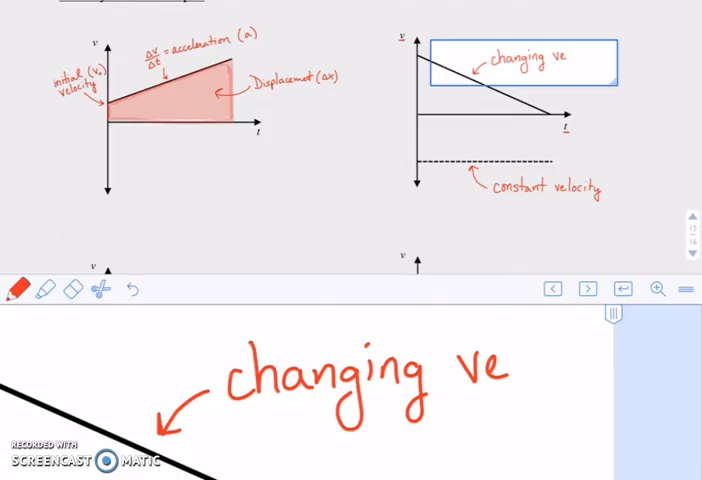 v
Δv/Δt = acceleration (a)
initial (v₀)
velocity
Displacement (Δx)
t
v
changing ve
t
constant velocity
15
16
v
v
changing ve
RECORDED WITH
SCREENCAST MATIC